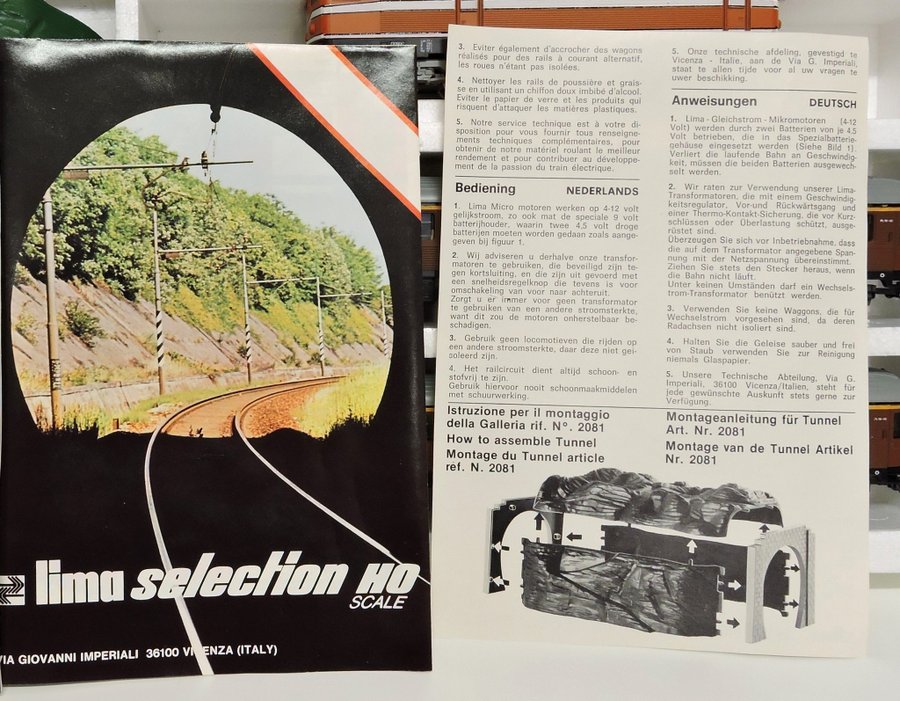 lima selection HO
SCALE
VIA GIOVANNI IMPERIALI 36100 VICENZA (ITALY)
3. Eviter également d'accrocher des wagons
réalisés pour des rails à courant alternatif,
les roues n'étant pas isolées.
4. Nettoyer les rails de poussière et grais-
se en utilisant un chiffon doux imbibé d'alcool.
Eviter le papier de verre et les produits qui
risquent d'attaquer les matières plastiques.
5. Notre service technique est à votre di-
sposition pour vous fournir tous renseigne-
ments techniques complémentaires, pour
obtenir de notre matériel roulant le meilleur
rendement et pour contribuer au développe-
ment de la passion du train électrique.
Bediening NEDERLANDS
1. Lima Micro motoren werken op 4-12 volt
gelijkstroom, zo ook mat de speciale 9 volt
batterijhouder, waarin twee 4,5 volt droge
batterijen moeten worden gedaan zoals aange-
geven bij figuur 1.
2. Wij adviseren u derhalve onze transfor-
matoren te gebruiken, die beveiligd zijn te-
gen kortsluiting, en die zijn uit gevoerd met
een snelheidsregelknop die tevens is voor
omschakeling van voor naar achteruit.
Zorgt u er immer voor geen transformator
te gebruiken van een andere stroomsterkte,
want dit zou de motoren onherstelbaar be-
schadigen.
3. Gebruik geen locomotieven die rijden op
een andere stroomsterkte, daar deze niet gei-
soleerd zijn.
4. Het railcircuit dient altijd schoon- en
stofvrij te zijn.
Gebruik hiervoor nooit schoonmaakmiddelen
met schuurwerking.
5. Onze technische afdeling, gevestigd te
Vicenza - Italie, aan de Via G. Imperiali,
staat te allen tijde voor al uw vragen te
uwer beschikking.
Anweisungen DEUTSCH
1. Lima - Gleichstrom - Mikromotoren (4-12
Volt) werden durch zwei Batterien von je 4,5
Volt betrieben, die in das Spezialbatterie-
gehäuse eingesetzt werden (Siehe Bild 1).
Verliert die laufende Bahn an Geschwindig-
keit, müssen die beiden Batterien ausgewech-
selt werden.
2. Wir raten zur Verwendung unserer Lima-
Transformatoren, die mit einem Geschwindig-
keitsregulator, Vor-und Rückwärtsgang und
einer Thermo-Kontakt-Sicherung, die vor Kurz-
schlüssen oder Überlastung schützt, ausge-
rüstet sind.
Überzeugen Sie sich vor Inbetriebnahme, dass
die auf dem Transformator angegebene Span-
nung mit der Netzspannung übereinstimmt.
Ziehen Sie stets den Stecker heraus, wenn
die Bahn nicht läuft.
Unter keinen Umständen darf ein Wechsels-
trom-Transformator benützt werden.
3. Verwenden Sie keine Waggons, die für
Wechselstrom vorgesehen sind, da deren
Radachsen nicht isoliert sind.
4. Halten Sie die Geleise sauber und frei
von Staub verwenden Sie zur Reinigung
niemals Glaspapier.
5. Unsere Technische Abteilung, Via G.
Imperiali, 36100 Vicenza/Italien, steht für
jede gewünschte Auskunft stets gerne zur
Verfügung.
Istruzione per il montaggio
della Galleria rif. N°. 2081
How to assemble Tunnel
Montage du Tunnel article
ref. N. 2081
Montageanleitung für Tunnel
Art. Nr. 2081
Montage van de Tunnel Artikel
Nr. 2081